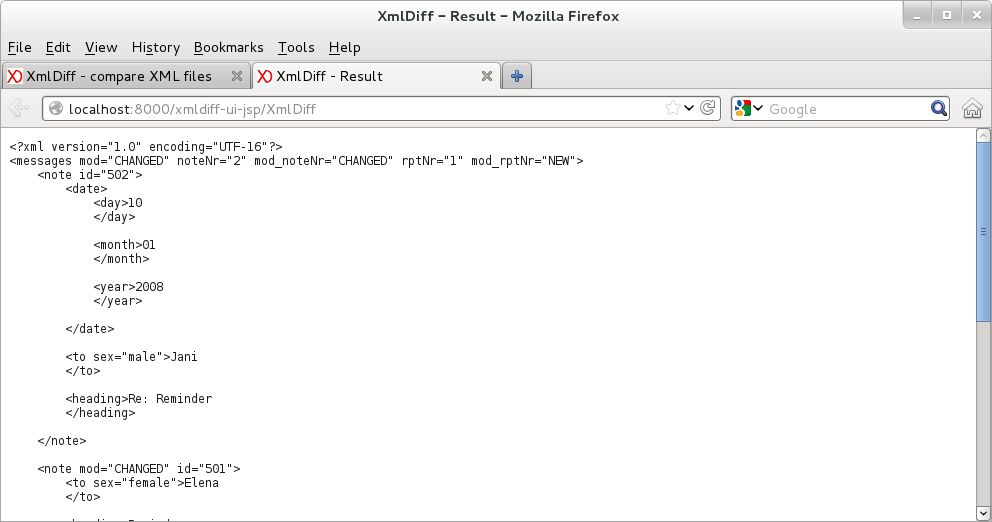 XmlDiff - Result - Mozilla Firefox
File Edit View History Bookmarks Tools Help
XmlDiff - compare XML files XmlDiff - Result
localhost:8000/xmldiff-ui-jsp/XmlDiff Google
<?xml version="1.0" encoding="UTF-16"?>
<messages mod="CHANGED" noteNr="2" mod_noteNr="CHANGED" rptNr="1" mod_rptNr="NEW">
<note id="502">
<date>
<day>10
</day>
<month>01
</month>
<year>2008
</year>
</date>
<to sex="male">Jani
</to>
<heading>Re: Reminder
</heading>
</note>
<note mod="CHANGED" id="501">
<to sex="female">Elena
</to>